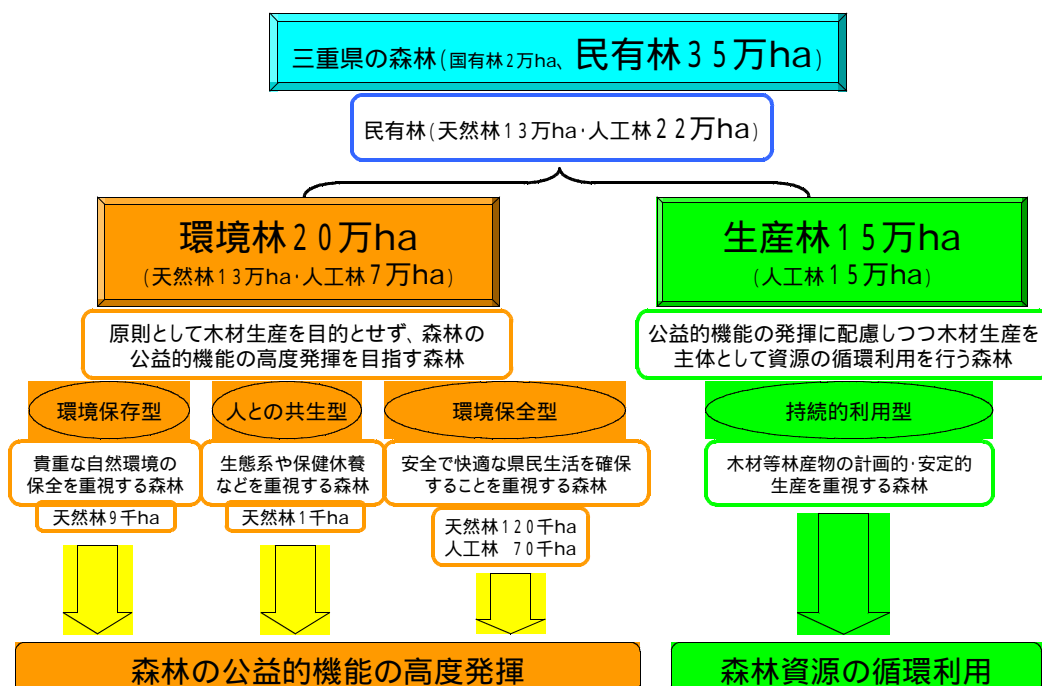 三重県の森林(国有林2万ha、民有林35万ha)
民有林(天然林13万ha・人工林22万ha)
環境林20万ha
(天然林13万ha・人工林7万ha)
生産林15万ha
(人工林15万ha)
原則として木材生産を目的とせず、森林の
公益的機能の高度発揮を目指す森林
公益的機能の発揮に配慮しつつ木材生産を
主体として資源の循環利用を行う森林
環境保存型
人との共生型
環境保全型
持続的利用型
貴重な自然環境の
保全を重視する森林
生態系や保健休養
などを重視する森林
安全で快適な県民生活を確保
することを重視する森林
木材等林産物の計画的・安定的
生産を重視する森林
天然林9千ha
天然林1千ha
天然林120千ha
人工林 70千ha
森林の公益的機能の高度発揮
森林資源の循環利用